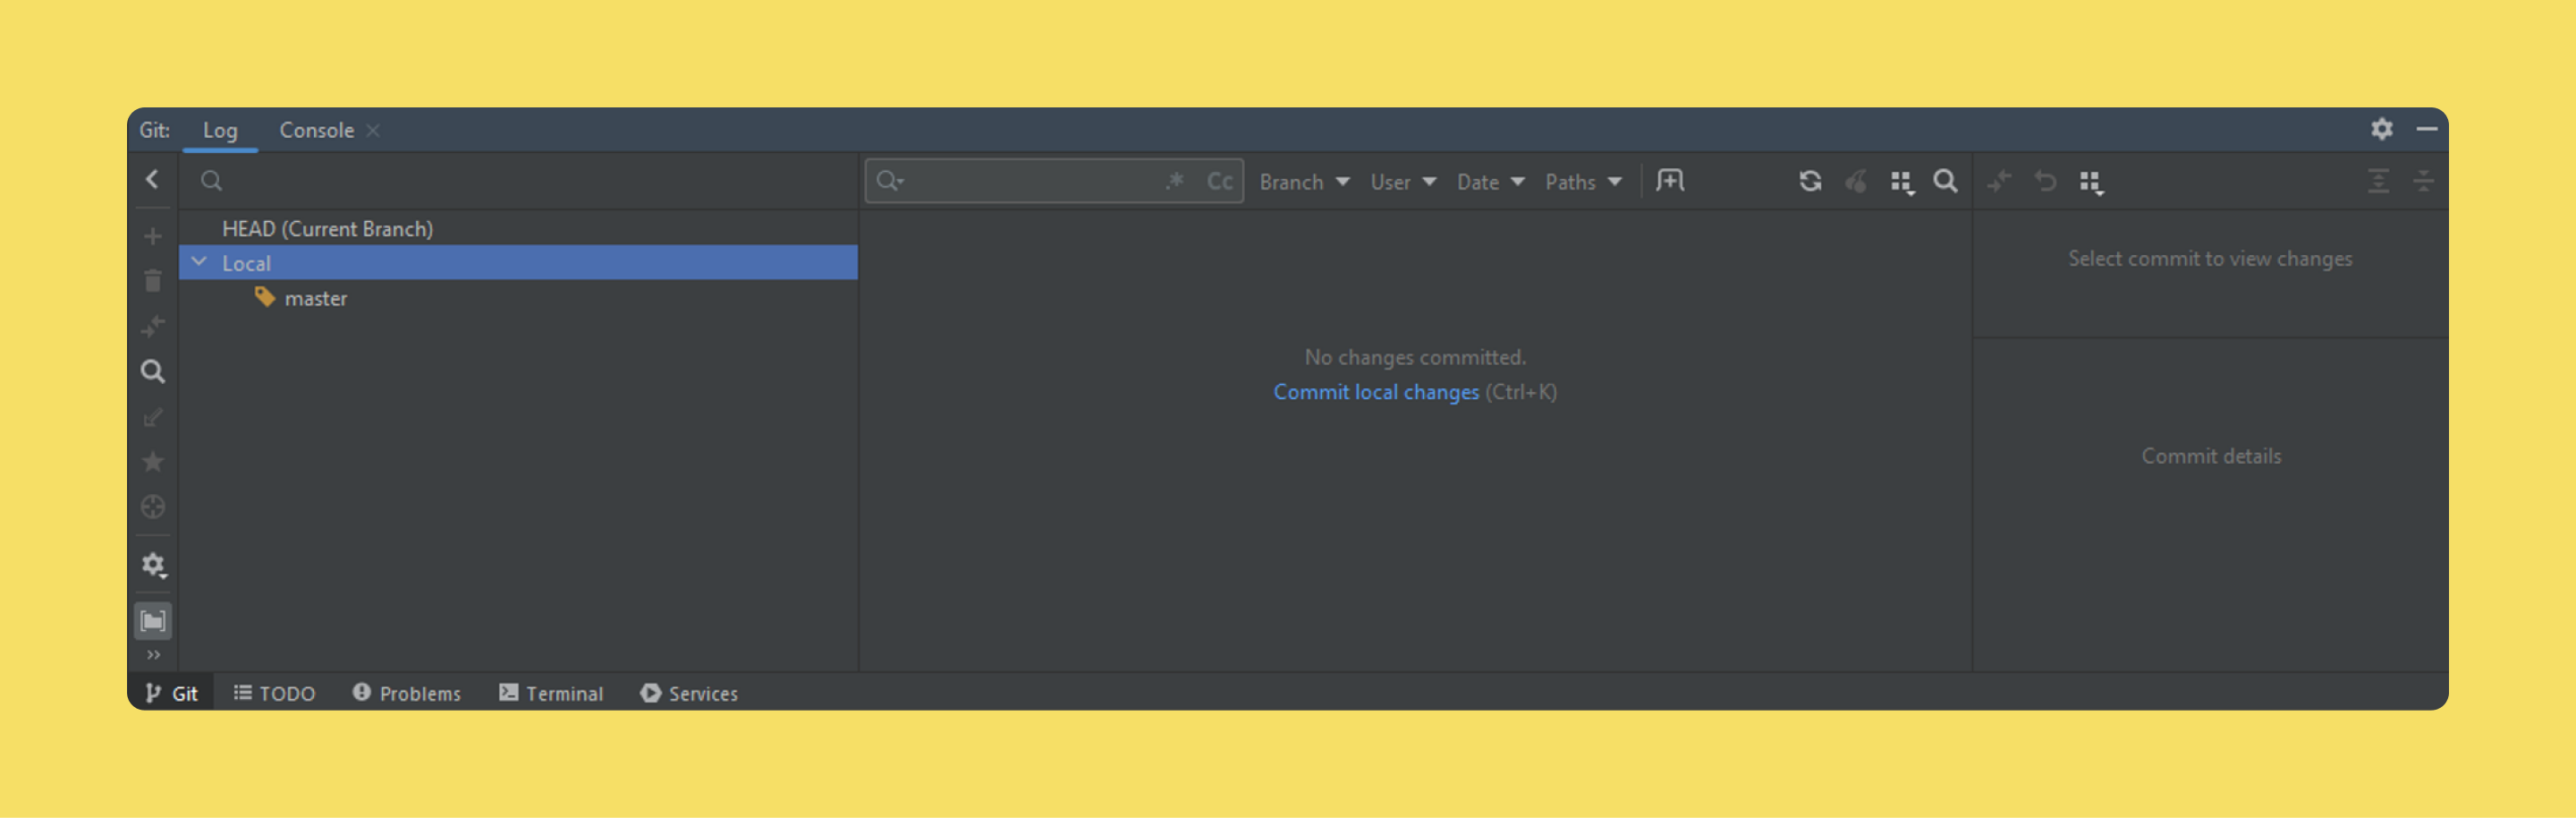 Git: Log Console
.* Cc Branch User Date Paths
HEAD (Current Branch)
Local
master
No changes committed.
Commit local changes (Ctrl+K)
Select commit to view changes
Commit details
Git TODO Problems Terminal Services